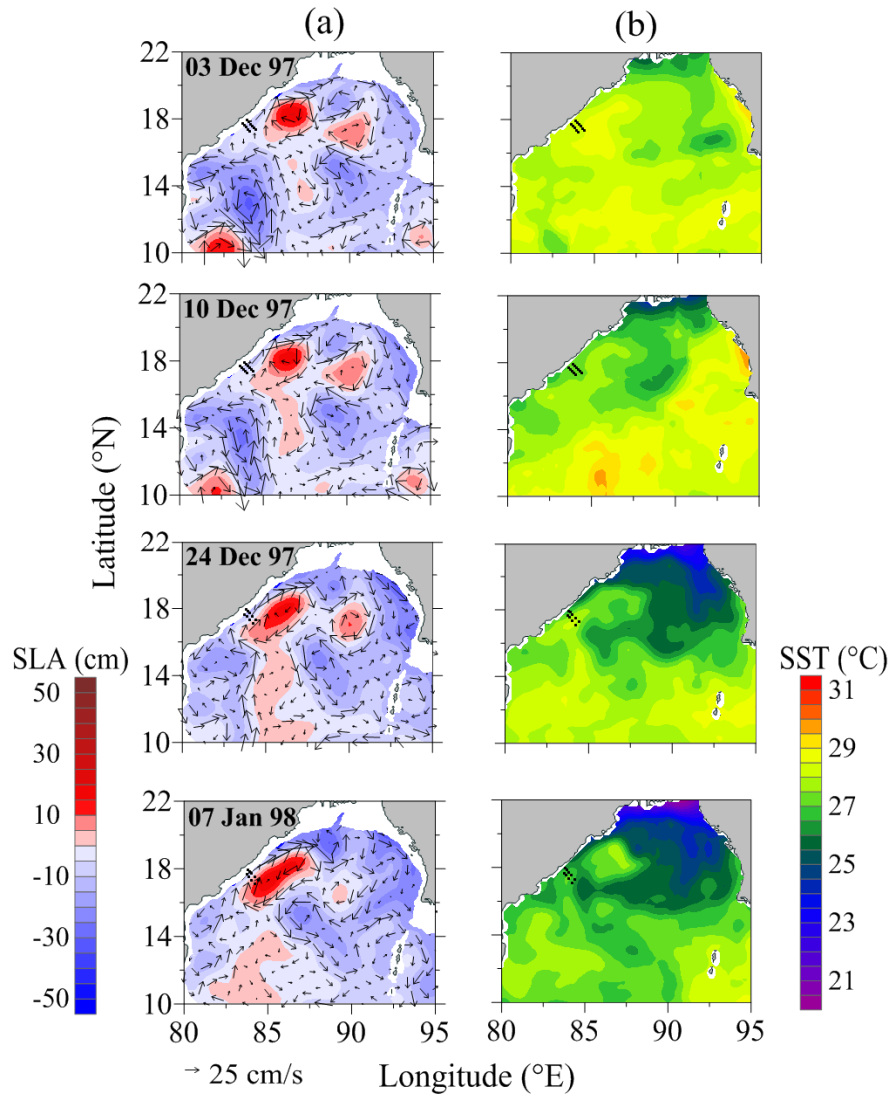 (a) (b)
03 Dec 97
22
18
14
10
10 Dec 97
22
18
14
10
24 Dec 97
22
18
14
10
07 Jan 98
22
18
14
10
80 85 90 95
80 85 90 95
Latitude (°N)
SLA (cm)
50
30
10
-10
-30
-50
SST (°C)
31
29
27
25
23
21
→ 25 cm/s
Longitude (°E)